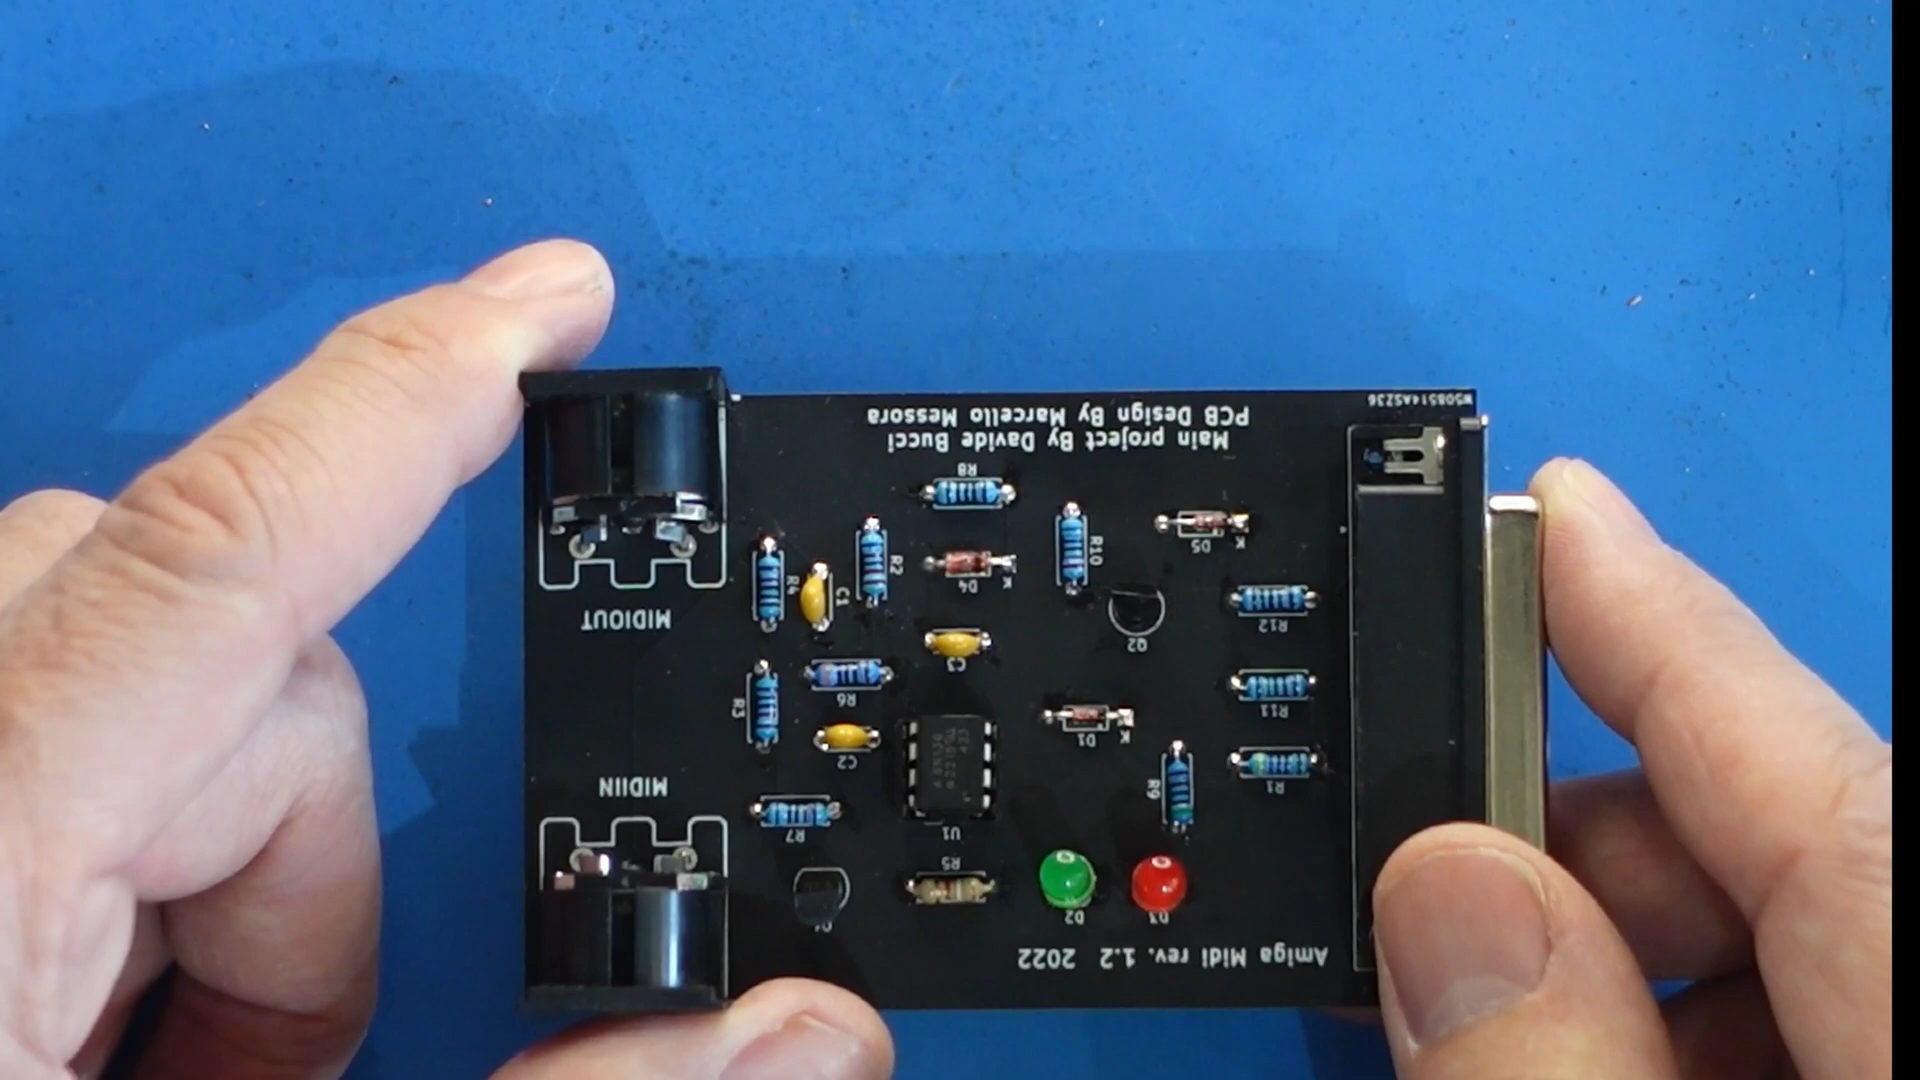 Amiga Midi rev. 1.2 2022
D3
D2
R5
U1
R7
R9
R1
MIDIIN
C2
K
D1
R11
R3
R6
C3
Q2
R12
MIDIOUT
C1
R4
K
D4
R2
R10
K
D5
R8
Main project By Davide Bucci
PCB Design By Marcello Messora
W508514ASZ36